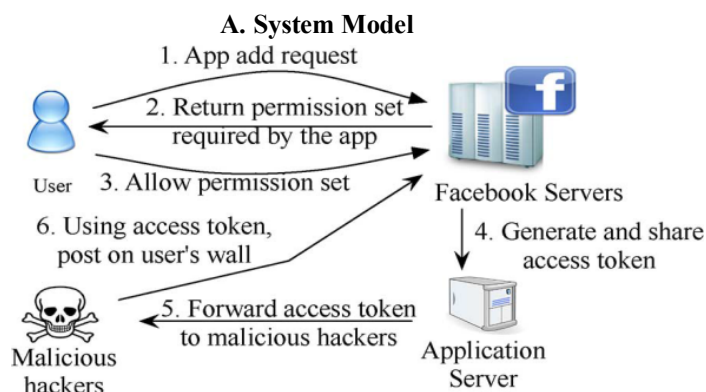 A. System Model
1. App add request
2. Return permission set
required by the app
User
3. Allow permission set
Facebook Servers
6. Using access token,
post on user's wall
4. Generate and share
access token
5. Forward access token
to malicious hackers
Malicious
hackers
Application
Server